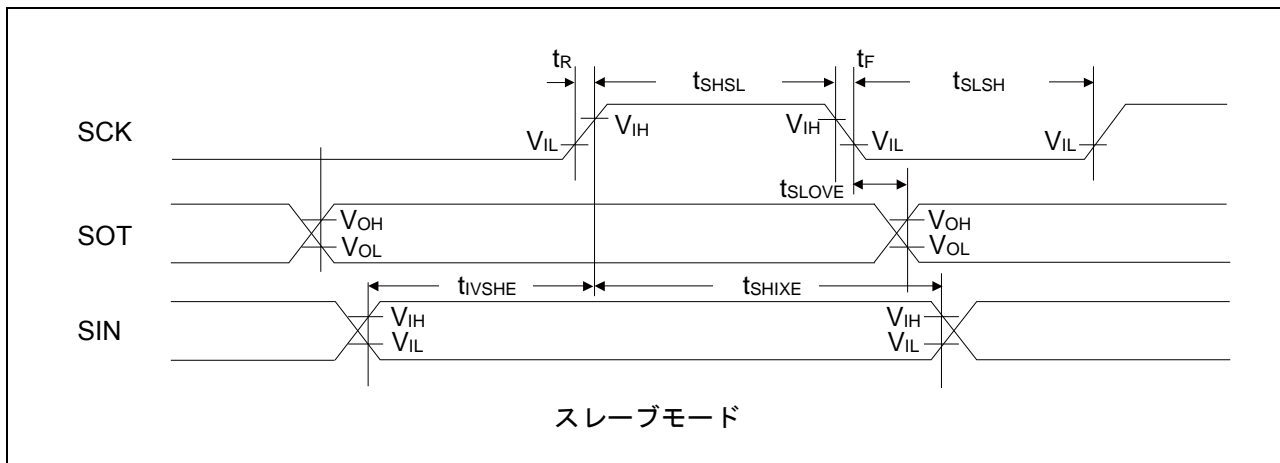 tR tF
tSHSL tSLSH
SCK VIH VIH
VIL VIL VIL
tSLOVE
SOT VOH VOH
VOL VOL
tIVSHE tSHIXE
SIN VIH VIH
VIL VIL
スレーブモード